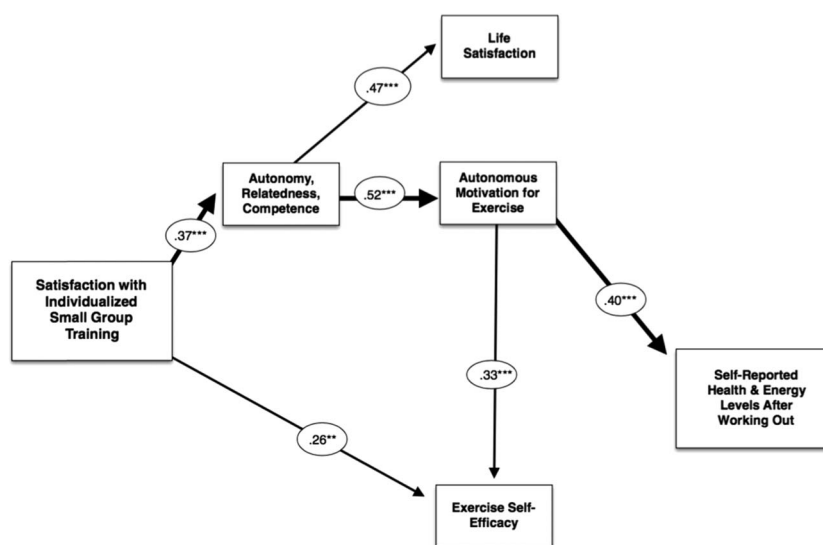 Life
Satisfaction
.47***
Autonomy,
Relatedness,
Competence
.52***
Autonomous
Motivation for
Exercise
.37***
Satisfaction with
Individualized
Small Group
Training
.40***
.33***
Self-Reported
Health & Energy
Levels After
Working Out
.26**
Exercise Self-
Efficacy